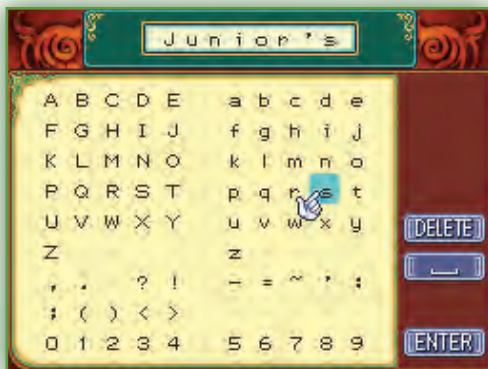 Junior's
A B C D E a b c d e
F G H I J f g h i j
K L M N O k l m n o
P Q R S T p q r s t
U V W X Y u v w x y
DELETE
Z z
, . ? ! - = ~ ' :
; ( ) < >
0 1 2 3 4 5 6 7 8 9
ENTER